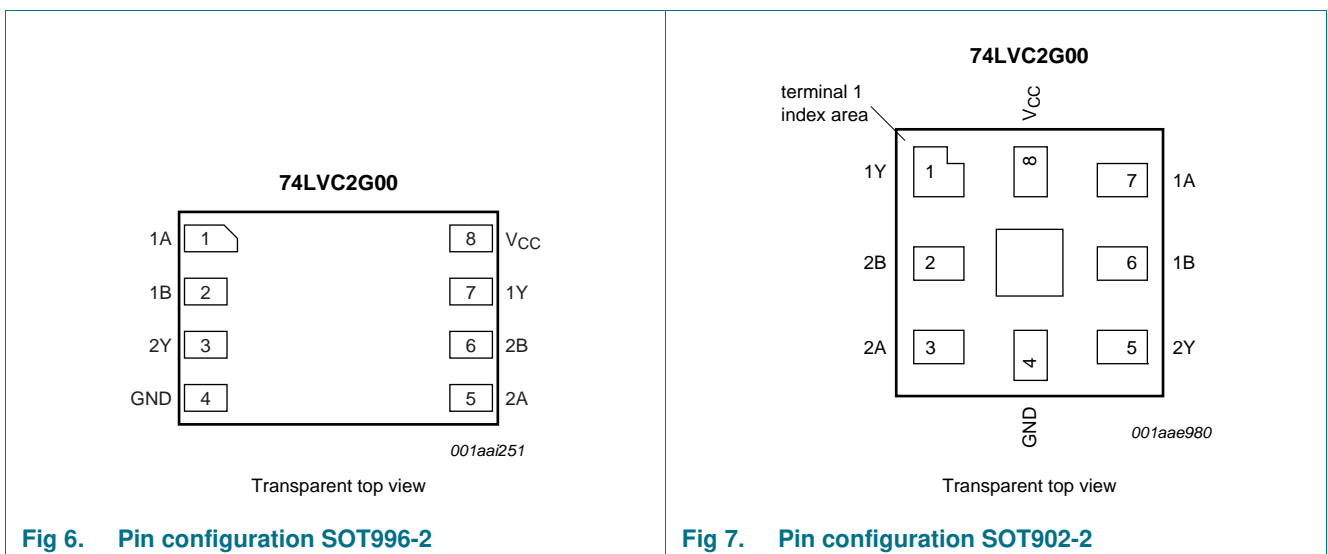 74LVC2G00
1A 1 8 VCC
1B 2 7 1Y
2Y 3 6 2B
GND 4 5 2A
001aai251
Transparent top view
Fig 6. Pin configuration SOT996-2
74LVC2G00
terminal 1
index area
VCC
1Y 1 8 7 1A
2B 2 6 1B
2A 3 4 5 2Y
GND
001aae980
Transparent top view
Fig 7. Pin configuration SOT902-2